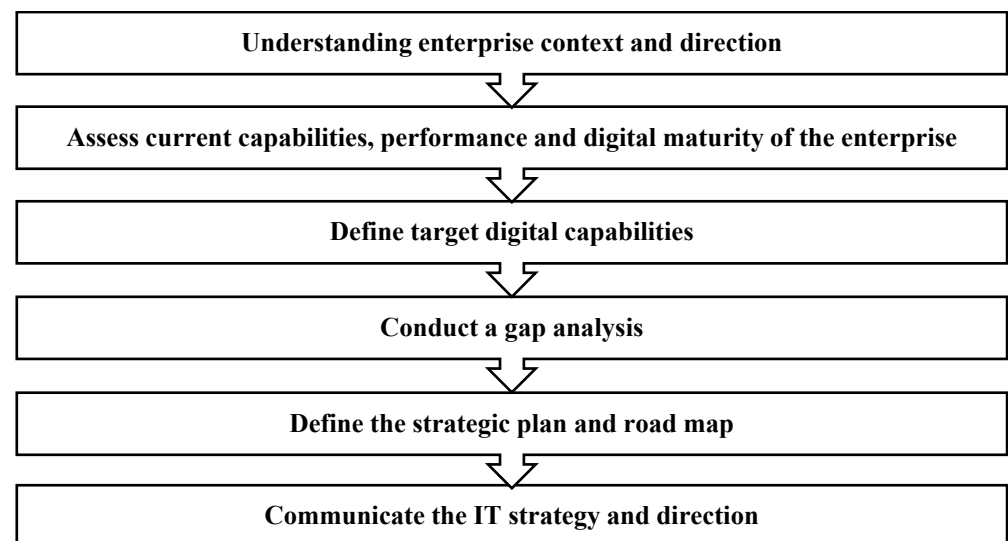 Understanding enterprise context and direction
Assess current capabilities, performance and digital maturity of the enterprise
Define target digital capabilities
Conduct a gap analysis
Define the strategic plan and road map
Communicate the IT strategy and direction